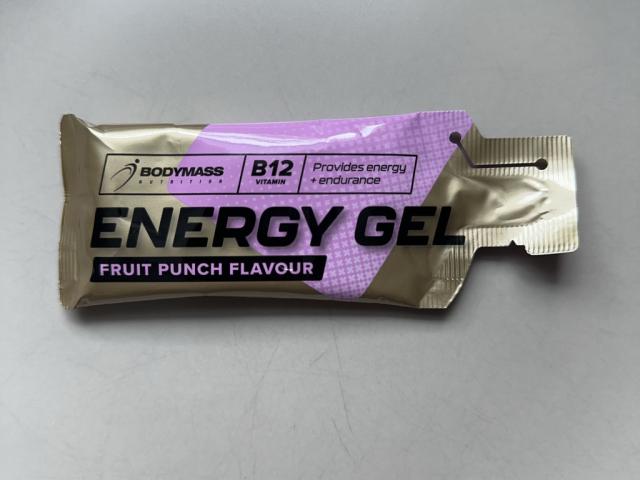 BODYMASS
NUTRITION
B12
VITAMIN
Provides energy
+ endurance
ENERGY GEL
FRUIT PUNCH FLAVOUR